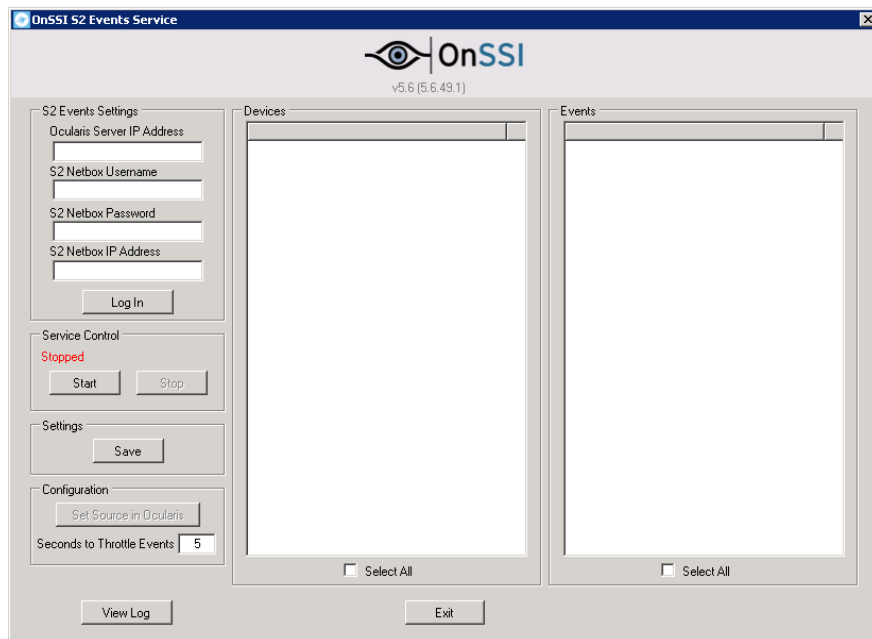 OnSSI S2 Events Service
OnSSI
v5.6 (5.6.49.1)
S2 Events Settings
Ocularis Server IP Address
S2 Netbox Username
S2 Netbox Password
S2 Netbox IP Address
Log In
Service Control
Stopped
Start Stop
Settings
Save
Configuration
Set Source in Ocularis
Seconds to Throttle Events 5
View Log
Devices
Select All
Exit
Events
Select All